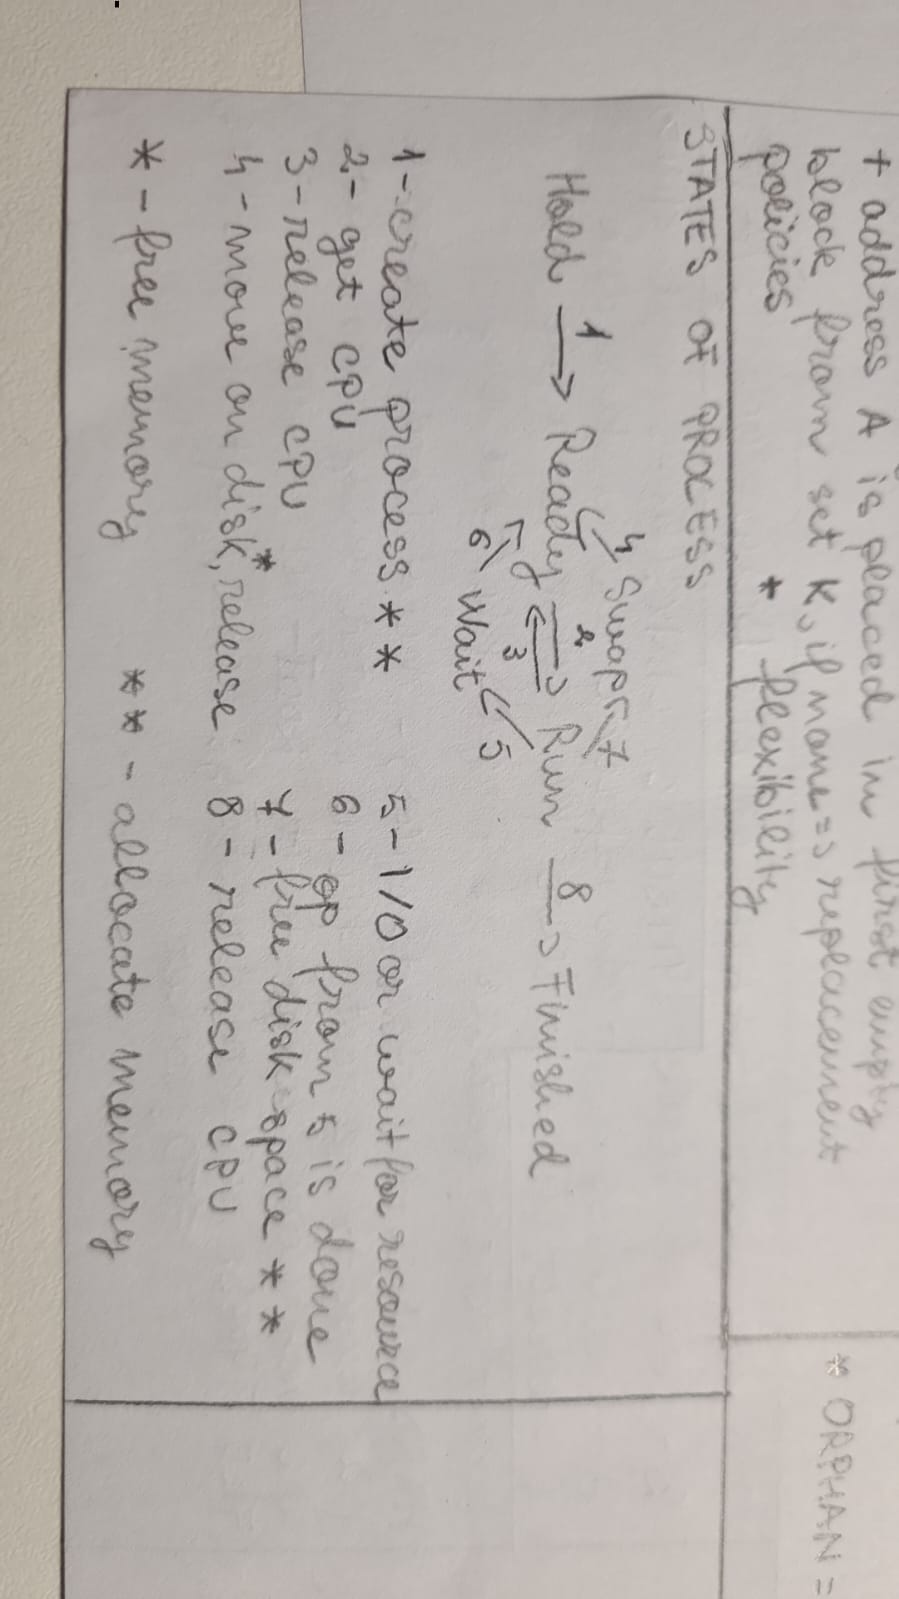 + address A is placed in first empty
block from set K, if none => replacement
policies * flexibility
* ORPHAN =
STATES OF PROCESS
4 Swap 7
Hold 1 → Ready 2 → Run 8 → Finished
← 3
6 Wait 5
1 - create process * *
2 - get CPU
3 - release CPU
4 - move on disk*, release
5 - I/O or wait for resource
6 - op from 5 is done
7 - free disk space * *
8 - release CPU
* - free memory
* * - allocate memory